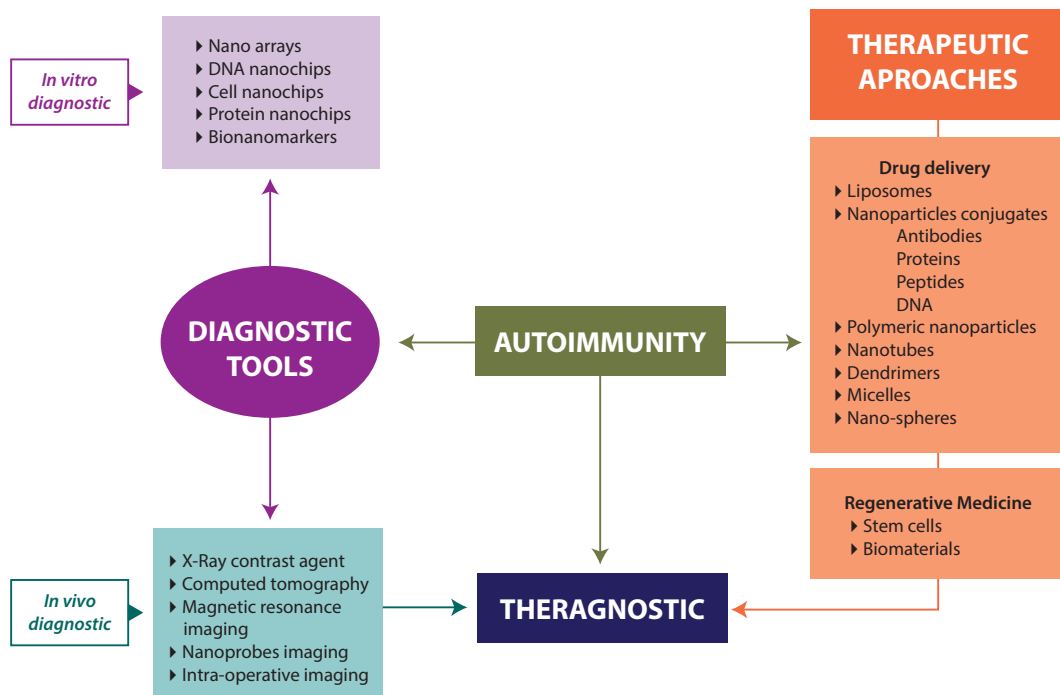 In vitro
diagnostic
▸ Nano arrays
▸ DNA nanochips
▸ Cell nanochips
▸ Protein nanochips
▸ Bionanomarkers
THERAPEUTIC
APROACHES
Drug delivery
▸ Liposomes
▸ Nanoparticles conjugates
Antibodies
Proteins
Peptides
DNA
▸ Polymeric nanoparticles
▸ Nanotubes
▸ Dendrimers
▸ Micelles
▸ Nano-spheres
DIAGNOSTIC
TOOLS
AUTOIMMUNITY
Regenerative Medicine
▸ Stem cells
▸ Biomaterials
In vivo
diagnostic
▸ X-Ray contrast agent
▸ Computed tomography
▸ Magnetic resonance
imaging
▸ Nanoprobes imaging
▸ Intra-operative imaging
THERAGNOSTIC